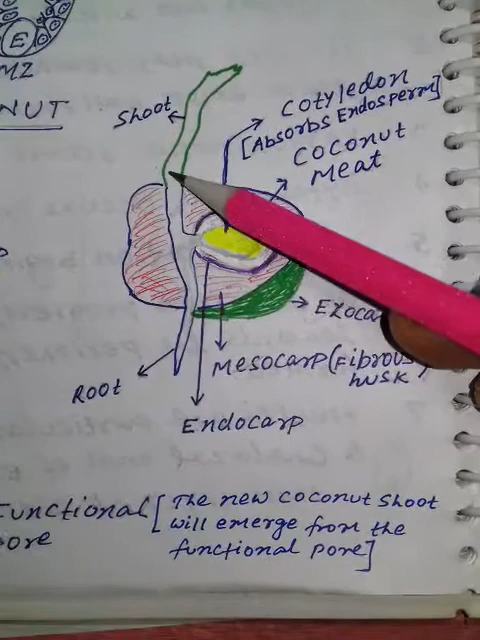 E
MZ
NUT
Shoot
Cotyledon
[Absorbs Endosperm]
Coconut
Meat
Mesocarp (Fibrous
husk
Root
Endocarp
Functional [The new coconut shoot
will emerge from the
pore functional pore]